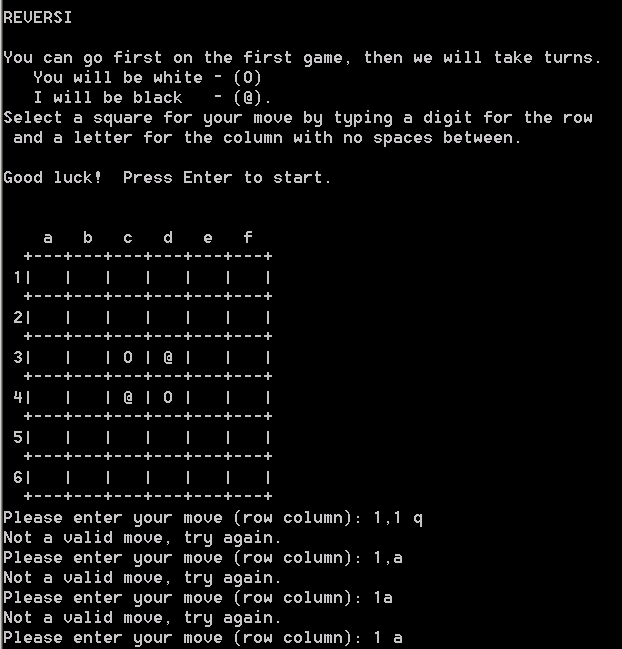 REVERSI
You can go first on the first game, then we will take turns.
   You will be white - (O)
   I will be black   - (@).
Select a square for your move by typing a digit for the row
 and a letter for the column with no spaces between.
Good luck!  Press Enter to start.
     a   b   c   d   e   f
   +---+---+---+---+---+---+
 1|   |   |   |   |   |   |
   +---+---+---+---+---+---+
 2|   |   |   |   |   |   |
   +---+---+---+---+---+---+
 3|   |   | O | @ |   |   |
   +---+---+---+---+---+---+
 4|   |   | @ | O |   |   |
   +---+---+---+---+---+---+
 5|   |   |   |   |   |   |
   +---+---+---+---+---+---+
 6|   |   |   |   |   |   |
   +---+---+---+---+---+---+
Please enter your move (row column): 1,1 q
Not a valid move, try again.
Please enter your move (row column): 1,a
Not a valid move, try again.
Please enter your move (row column): 1a
Not a valid move, try again.
Please enter your move (row column): 1 a